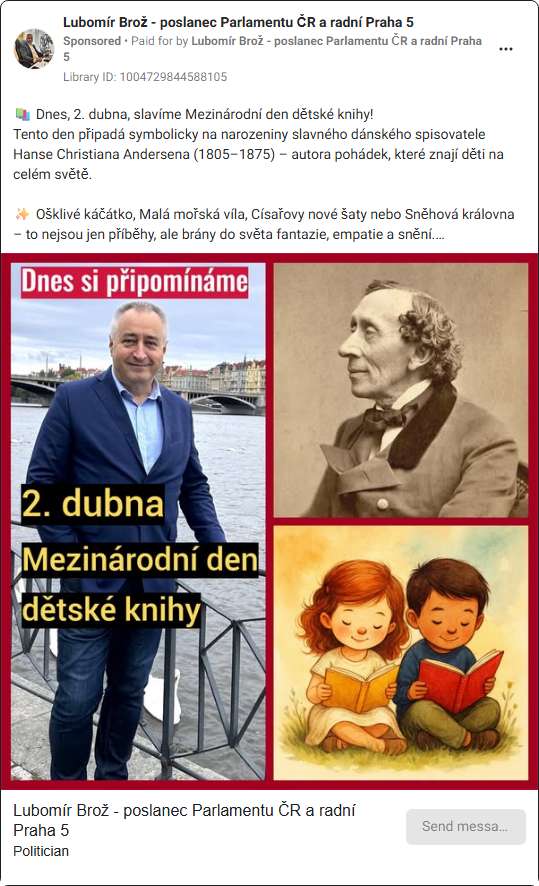 Lubomír Brož - poslanec Parlamentu ČR a radní Praha 5
Sponsored • Paid for by Lubomír Brož - poslanec Parlamentu ČR a radní Praha
5
Library ID: 1004729844588105
Dnes, 2. dubna, slavíme Mezinárodní den dětské knihy!
Tento den připadá symbolicky na narozeniny slavného dánského spisovatele
Hanse Christiana Andersena (1805–1875) – autora pohádek, které znají děti na
celém světě.
Ošklivé káčátko, Malá mořská víla, Císařovy nové šaty nebo Sněhová královna
– to nejsou jen příběhy, ale brány do světa fantazie, empatie a snění....
Dnes si připomínáme
2. dubna
Mezinárodní den
dětské knihy
Lubomír Brož - poslanec Parlamentu ČR a radní
Praha 5
Politician
Send messa...